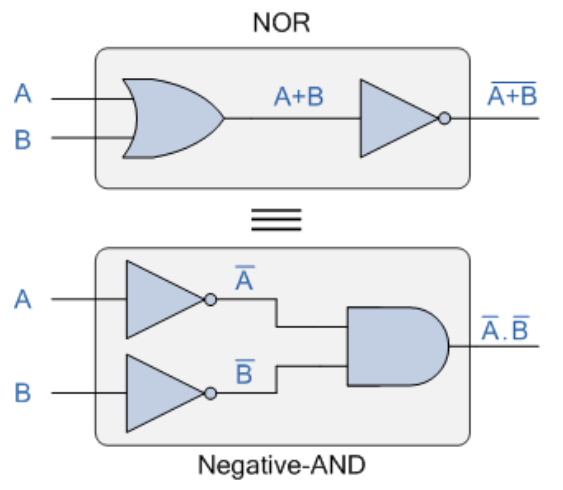 NOR
A
A+B
A̅+̅B̅
B
≡
A̅
A
A̅.B̅
B̅
B
Negative-AND